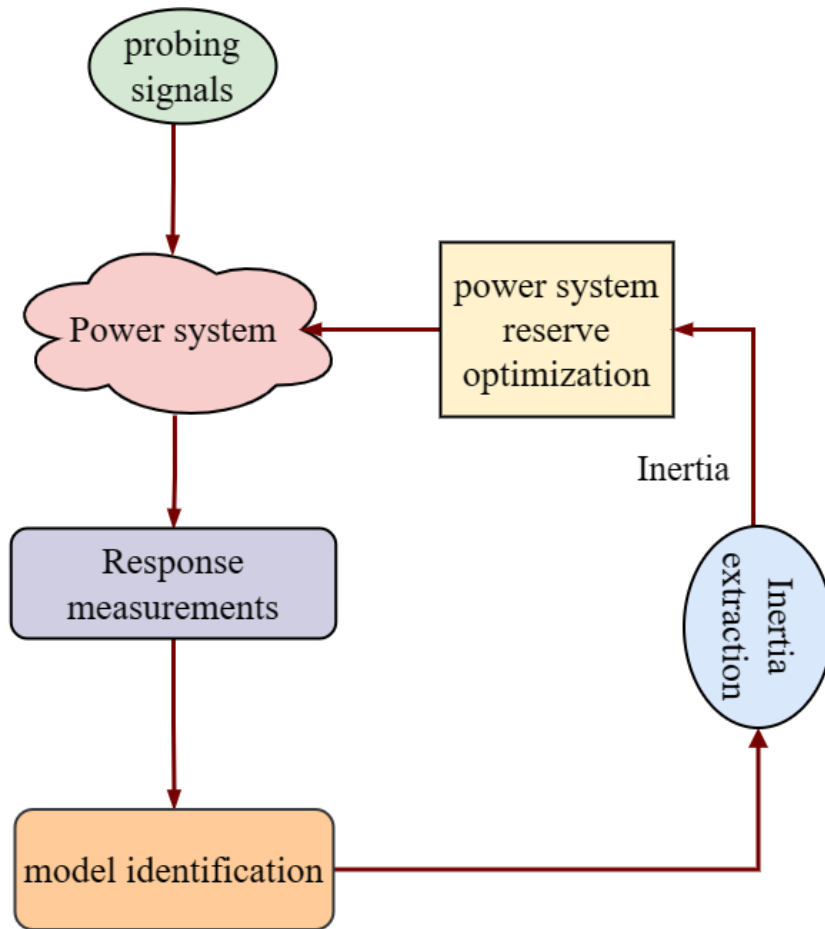 probing
signals
Power system
power system
reserve
optimization
Inertia
Response
measurements
Inertia
extraction
model identification